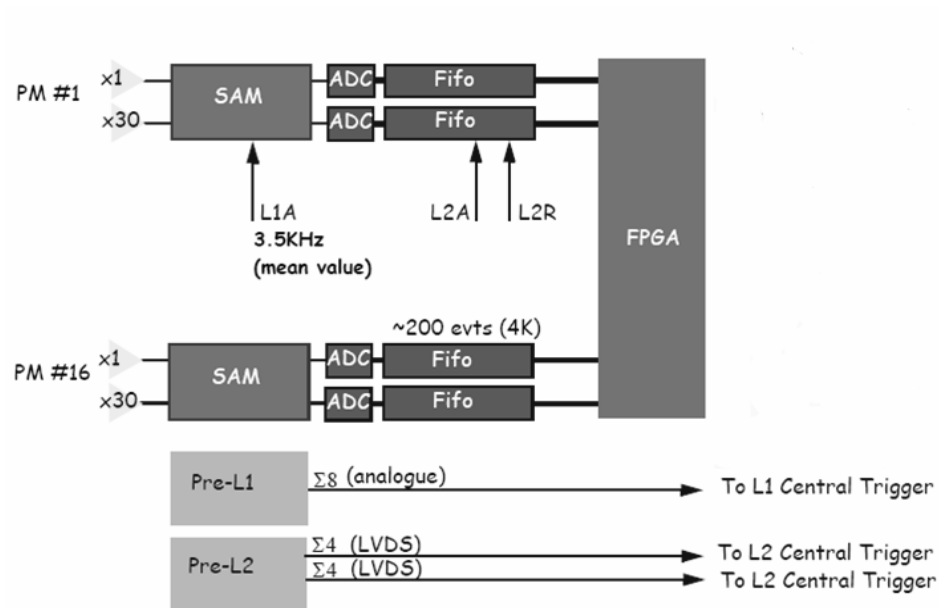 PM #1
x1
x30
SAM
ADC
ADC
Fifo
Fifo
L1A
3.5KHz
(mean value)
L2A
L2R
FPGA
~200 evts (4K)
PM #16
x1
x30
SAM
ADC
ADC
Fifo
Fifo
Pre-L1
Σ8 (analogue)
To L1 Central Trigger
Pre-L2
Σ4 (LVDS)
Σ4 (LVDS)
To L2 Central Trigger
To L2 Central Trigger